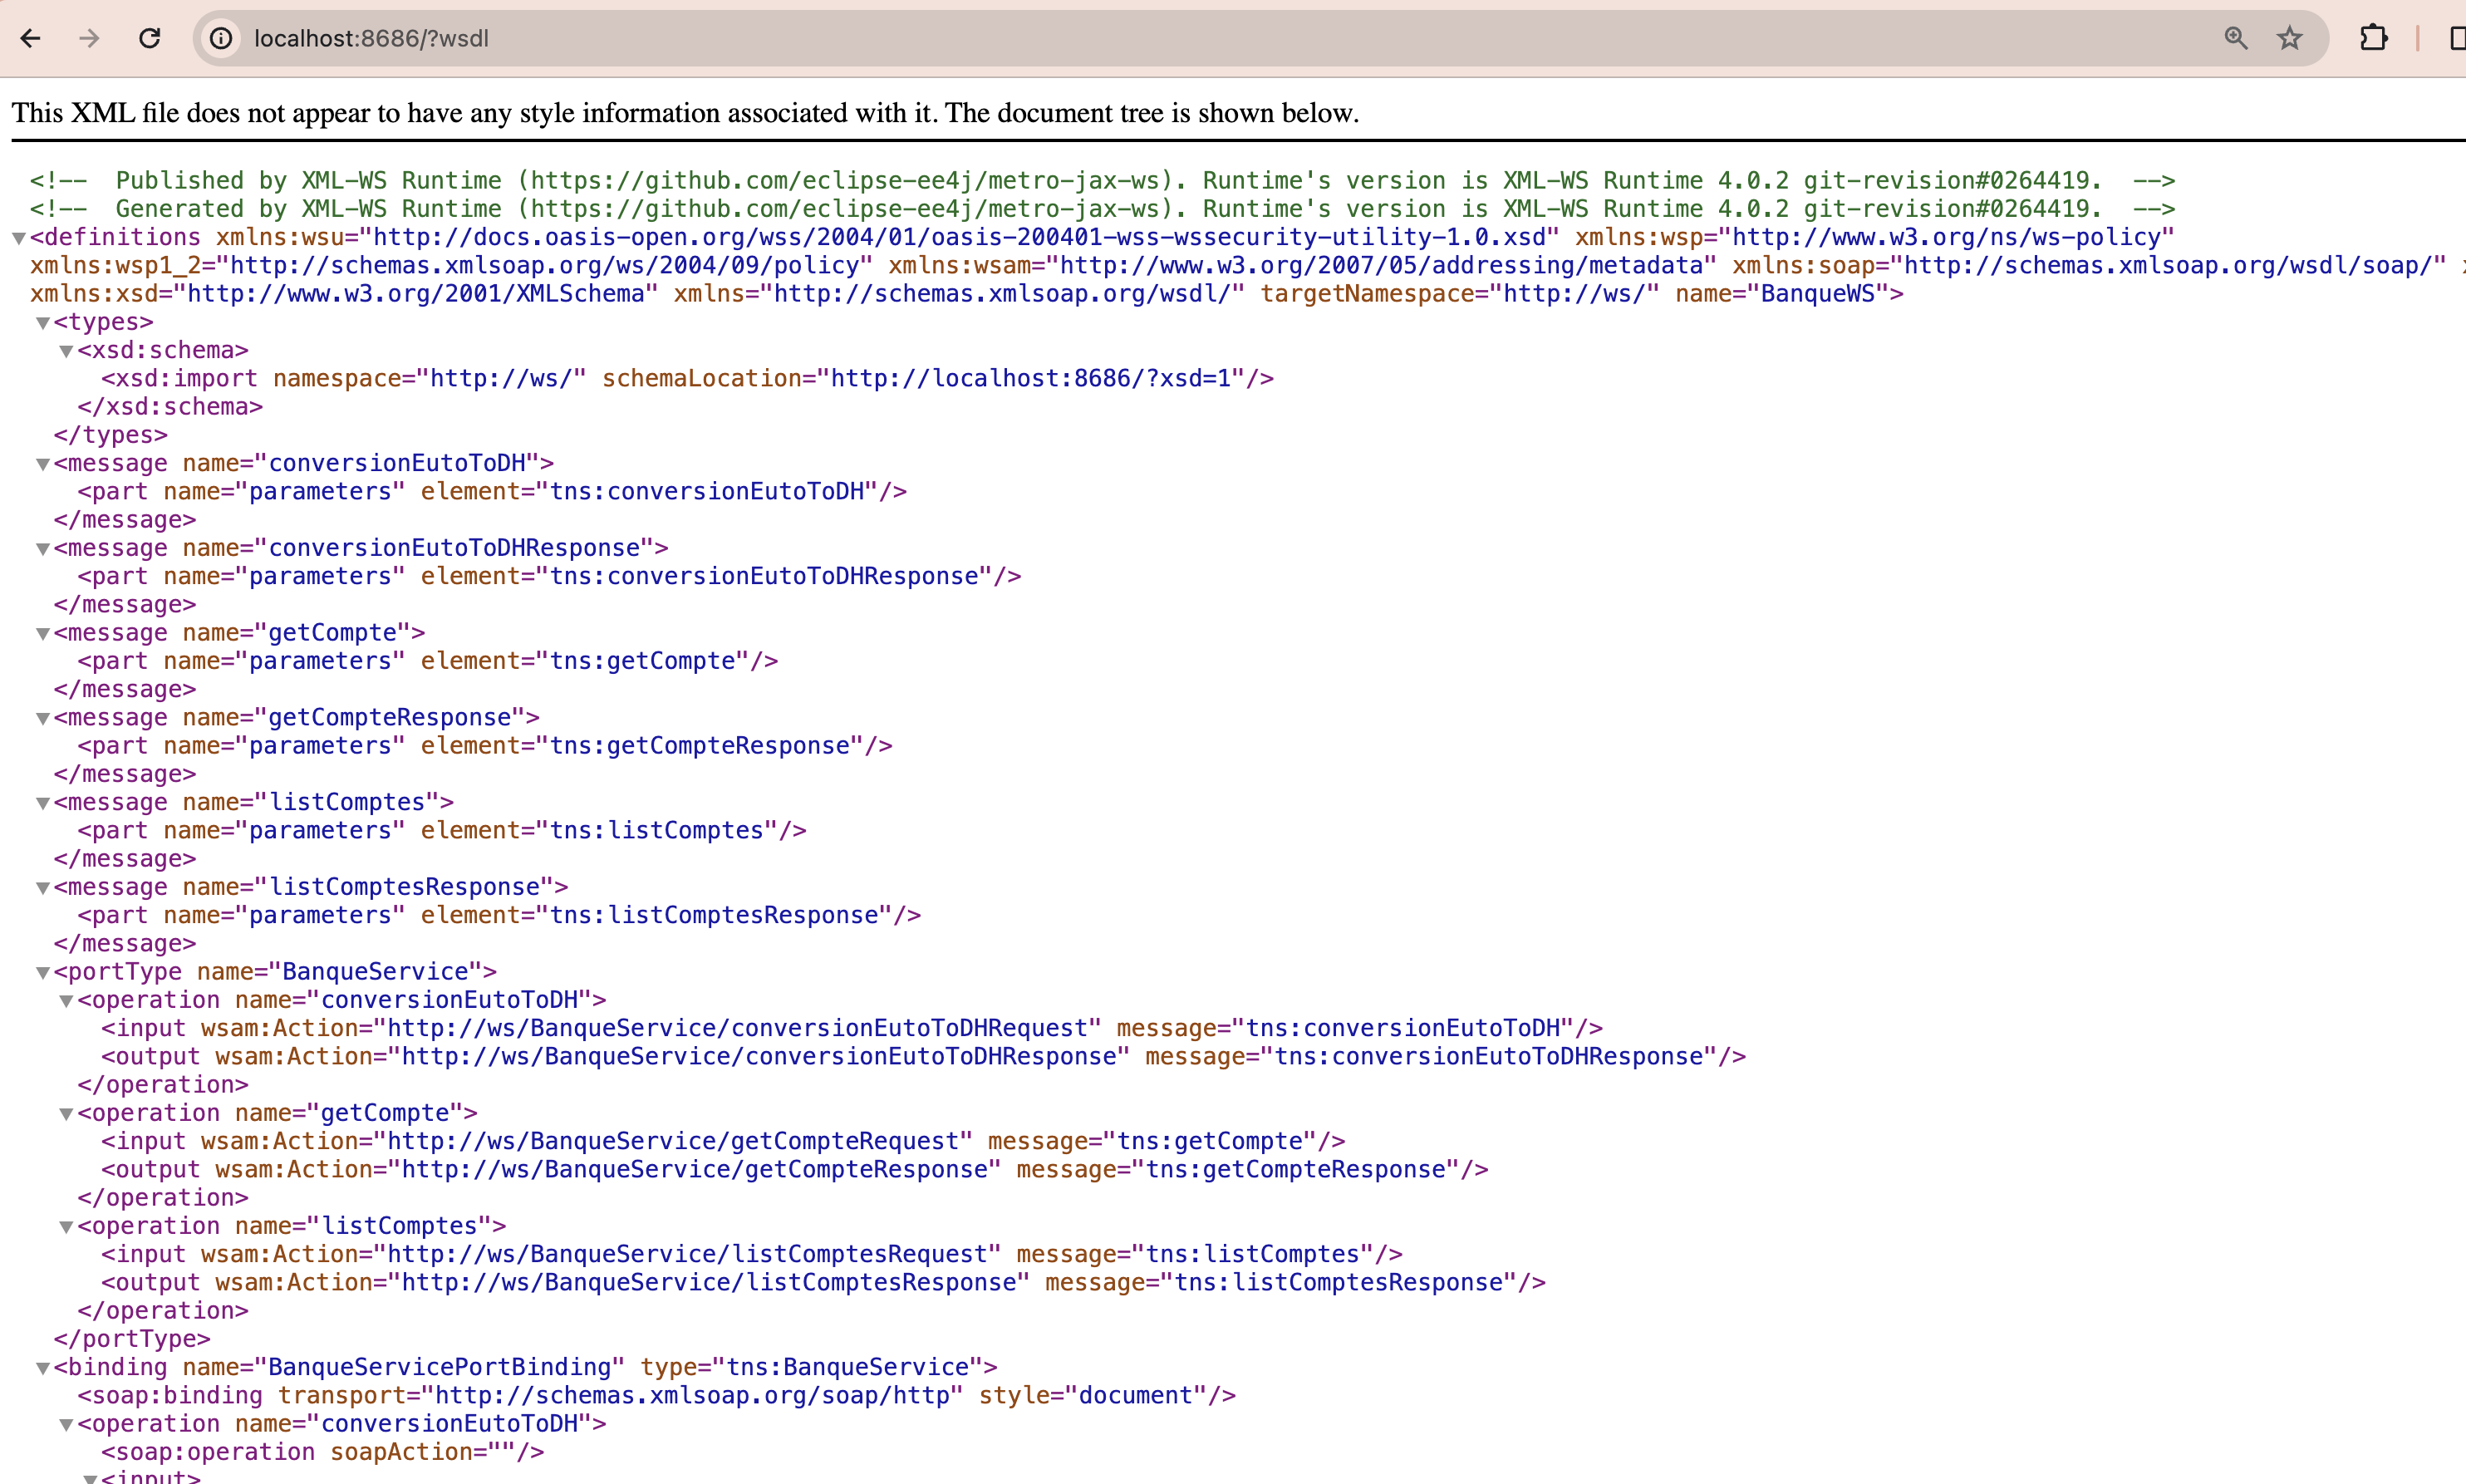 localhost:8686/?wsdl
This XML file does not appear to have any style information associated with it. The document tree is shown below.
<!-- Published by XML-WS Runtime (https://github.com/eclipse-ee4j/metro-jax-ws). Runtime's version is XML-WS Runtime 4.0.2 git-revision#0264419. -->
<!-- Generated by XML-WS Runtime (https://github.com/eclipse-ee4j/metro-jax-ws). Runtime's version is XML-WS Runtime 4.0.2 git-revision#0264419. -->
▼<definitions xmlns:wsu="http://docs.oasis-open.org/wss/2004/01/oasis-200401-wss-wssecurity-utility-1.0.xsd" xmlns:wsp="http://www.w3.org/ns/ws-policy"
xmlns:wsp1_2="http://schemas.xmlsoap.org/ws/2004/09/policy" xmlns:wsam="http://www.w3.org/2007/05/addressing/metadata" xmlns:soap="http://schemas.xmlsoap.org/wsdl/soap/"
xmlns:xsd="http://www.w3.org/2001/XMLSchema" xmlns="http://schemas.xmlsoap.org/wsdl/" targetNamespace="http://ws/" name="BanqueWS">
▼<types>
▼<xsd:schema>
<xsd:import namespace="http://ws/" schemaLocation="http://localhost:8686/?xsd=1"/>
</xsd:schema>
</types>
▼<message name="conversionEutoToDH">
<part name="parameters" element="tns:conversionEutoToDH"/>
</message>
▼<message name="conversionEutoToDHResponse">
<part name="parameters" element="tns:conversionEutoToDHResponse"/>
</message>
▼<message name="getCompte">
<part name="parameters" element="tns:getCompte"/>
</message>
▼<message name="getCompteResponse">
<part name="parameters" element="tns:getCompteResponse"/>
</message>
▼<message name="listComptes">
<part name="parameters" element="tns:listComptes"/>
</message>
▼<message name="listComptesResponse">
<part name="parameters" element="tns:listComptesResponse"/>
</message>
▼<portType name="BanqueService">
▼<operation name="conversionEutoToDH">
<input wsam:Action="http://ws/BanqueService/conversionEutoToDHRequest" message="tns:conversionEutoToDH"/>
<output wsam:Action="http://ws/BanqueService/conversionEutoToDHResponse" message="tns:conversionEutoToDHResponse"/>
</operation>
▼<operation name="getCompte">
<input wsam:Action="http://ws/BanqueService/getCompteRequest" message="tns:getCompte"/>
<output wsam:Action="http://ws/BanqueService/getCompteResponse" message="tns:getCompteResponse"/>
</operation>
▼<operation name="listComptes">
<input wsam:Action="http://ws/BanqueService/listComptesRequest" message="tns:listComptes"/>
<output wsam:Action="http://ws/BanqueService/listComptesResponse" message="tns:listComptesResponse"/>
</operation>
</portType>
▼<binding name="BanqueServicePortBinding" type="tns:BanqueService">
<soap:binding transport="http://schemas.xmlsoap.org/soap/http" style="document"/>
▼<operation name="conversionEutoToDH">
<soap:operation soapAction=""/>
▼<input>